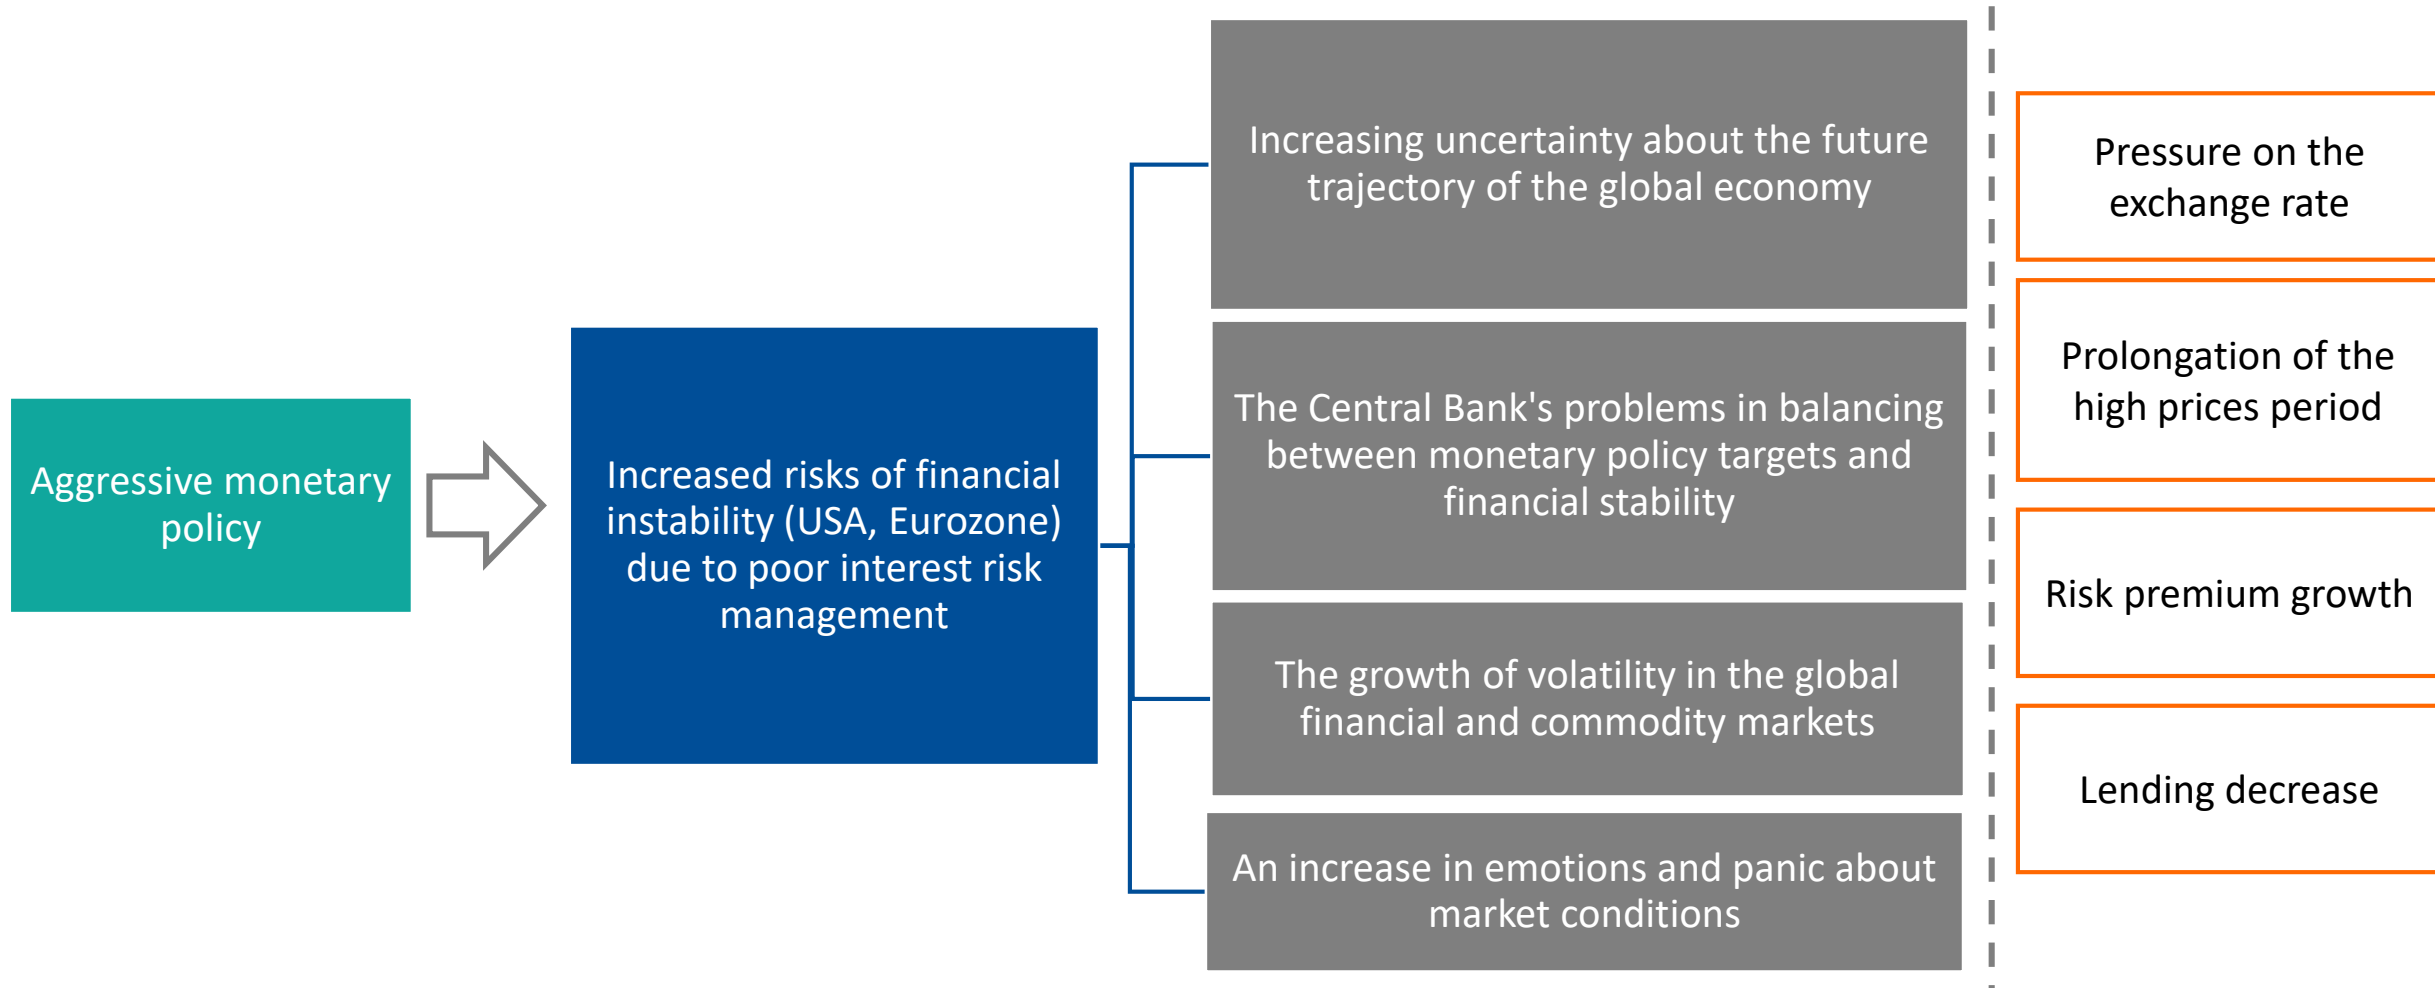 Aggressive monetary
policy
Increased risks of financial
instability (USA, Eurozone)
due to poor interest risk
management
Increasing uncertainty about the future
trajectory of the global economy
The Central Bank's problems in balancing
between monetary policy targets and
financial stability
The growth of volatility in the global
financial and commodity markets
An increase in emotions and panic about
market conditions
Pressure on the
exchange rate
Prolongation of the
high prices period
Risk premium growth
Lending decrease